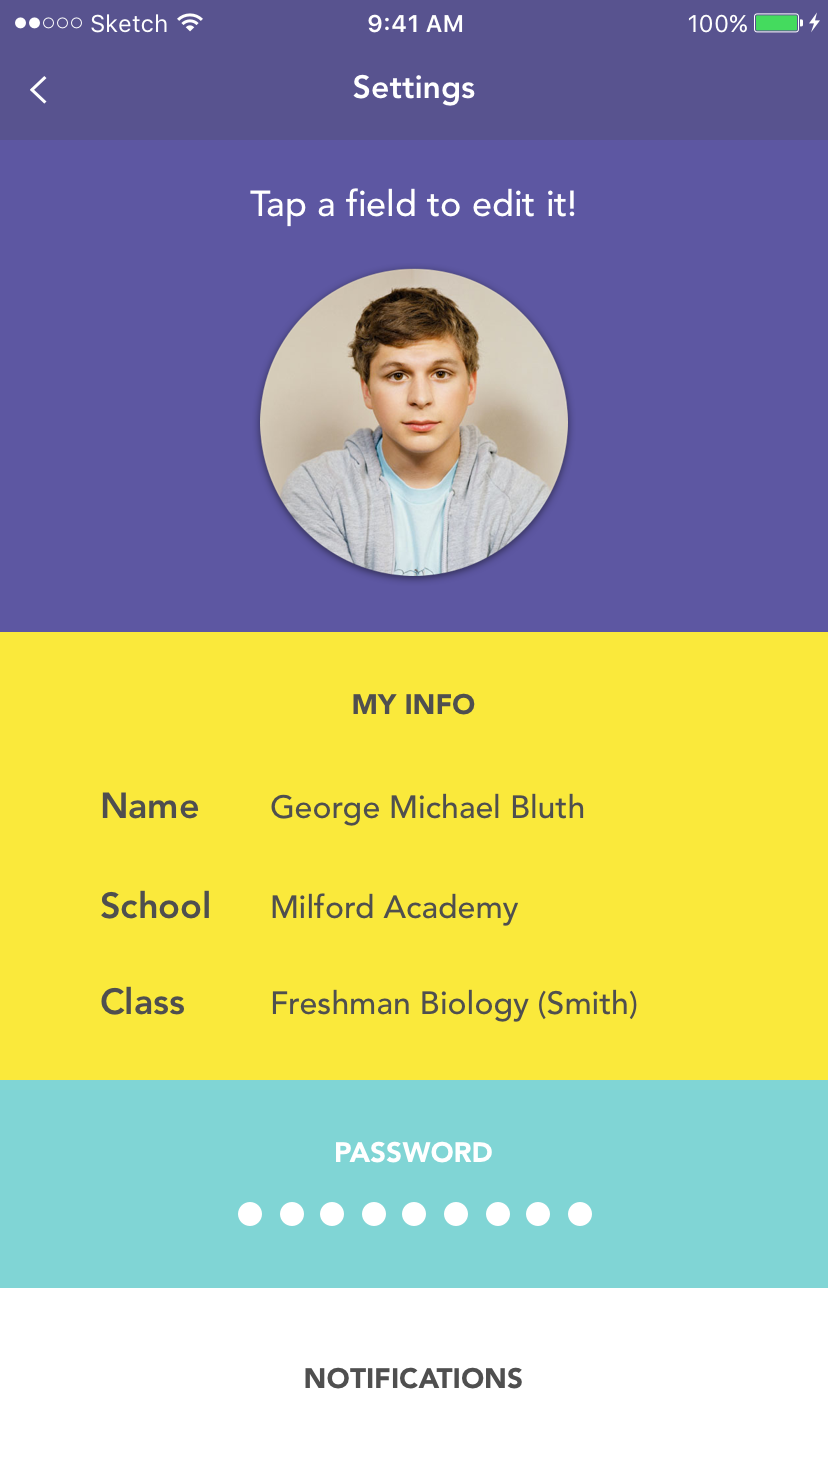 Sketch 9:41 AM 100%
Settings
Tap a field to edit it!
MY INFO
Name George Michael Bluth
School Milford Academy
Class Freshman Biology (Smith)
PASSWORD
NOTIFICATIONS